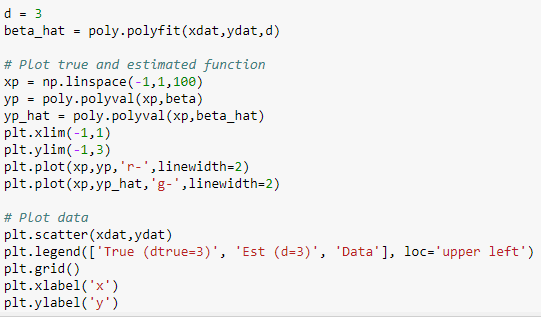 d = 3
beta_hat = poly.polyfit(xdat,ydat,d)
# Plot true and estimated function
xp = np.linspace(-1,1,100)
yp = poly.polyval(xp,beta)
yp_hat = poly.polyval(xp,beta_hat)
plt.xlim(-1,1)
plt.ylim(-1,3)
plt.plot(xp,yp,'r-',linewidth=2)
plt.plot(xp,yp_hat,'g-',linewidth=2)
# Plot data
plt.scatter(xdat,ydat)
plt.legend(['True (dtrue=3)', 'Est (d=3)', 'Data'], loc='upper left')
plt.grid()
plt.xlabel('x')
plt.ylabel('y')